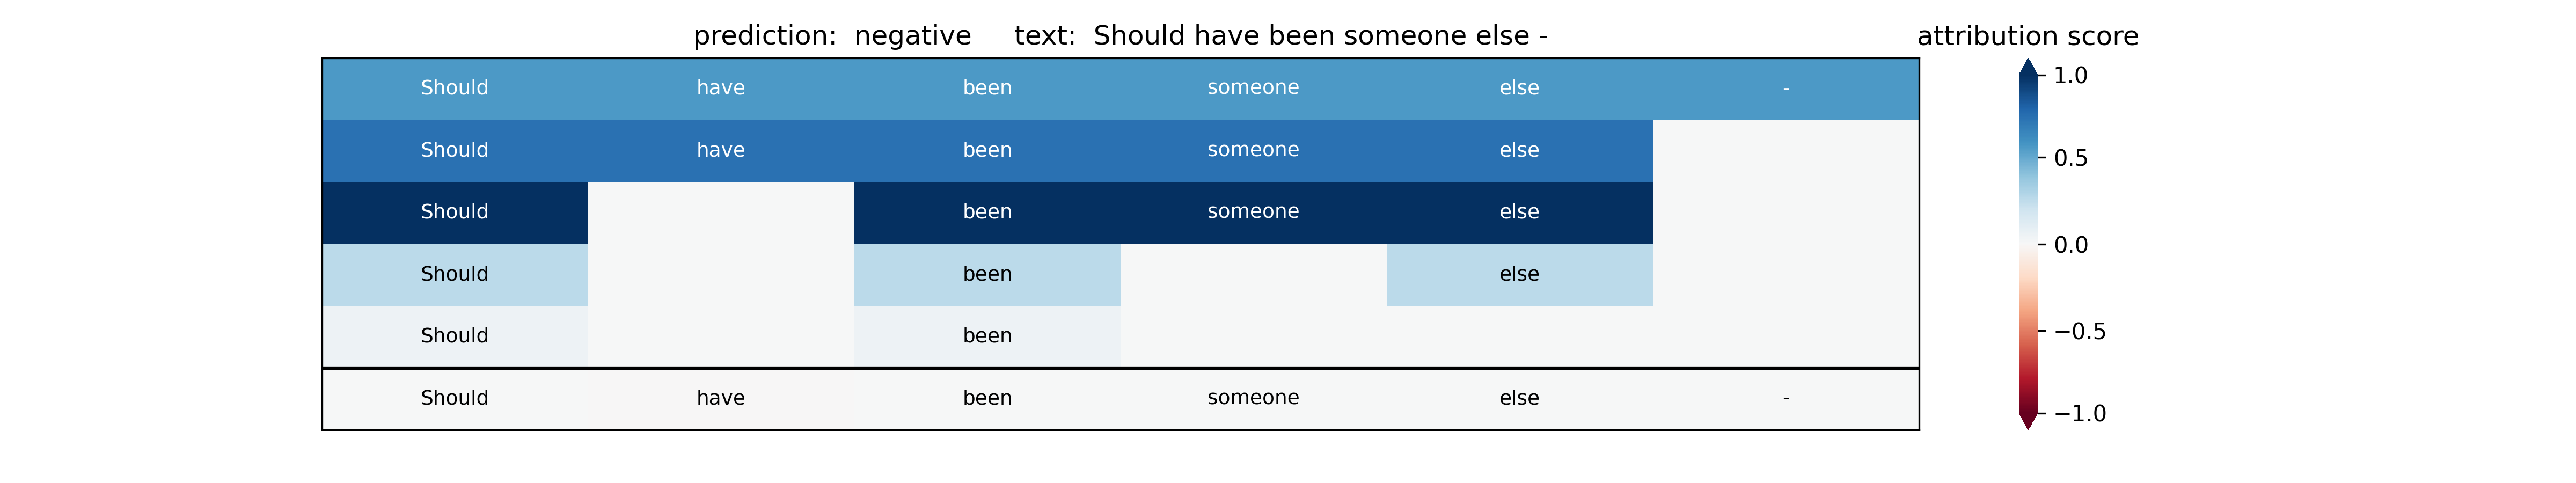 prediction:  negative     text:  Should have been someone else -
attribution score
Should have been someone else -
Should have been someone else
Should been someone else
Should been else
Should been
Should have been someone else -
1.0
0.5
0.0
−0.5
−1.0